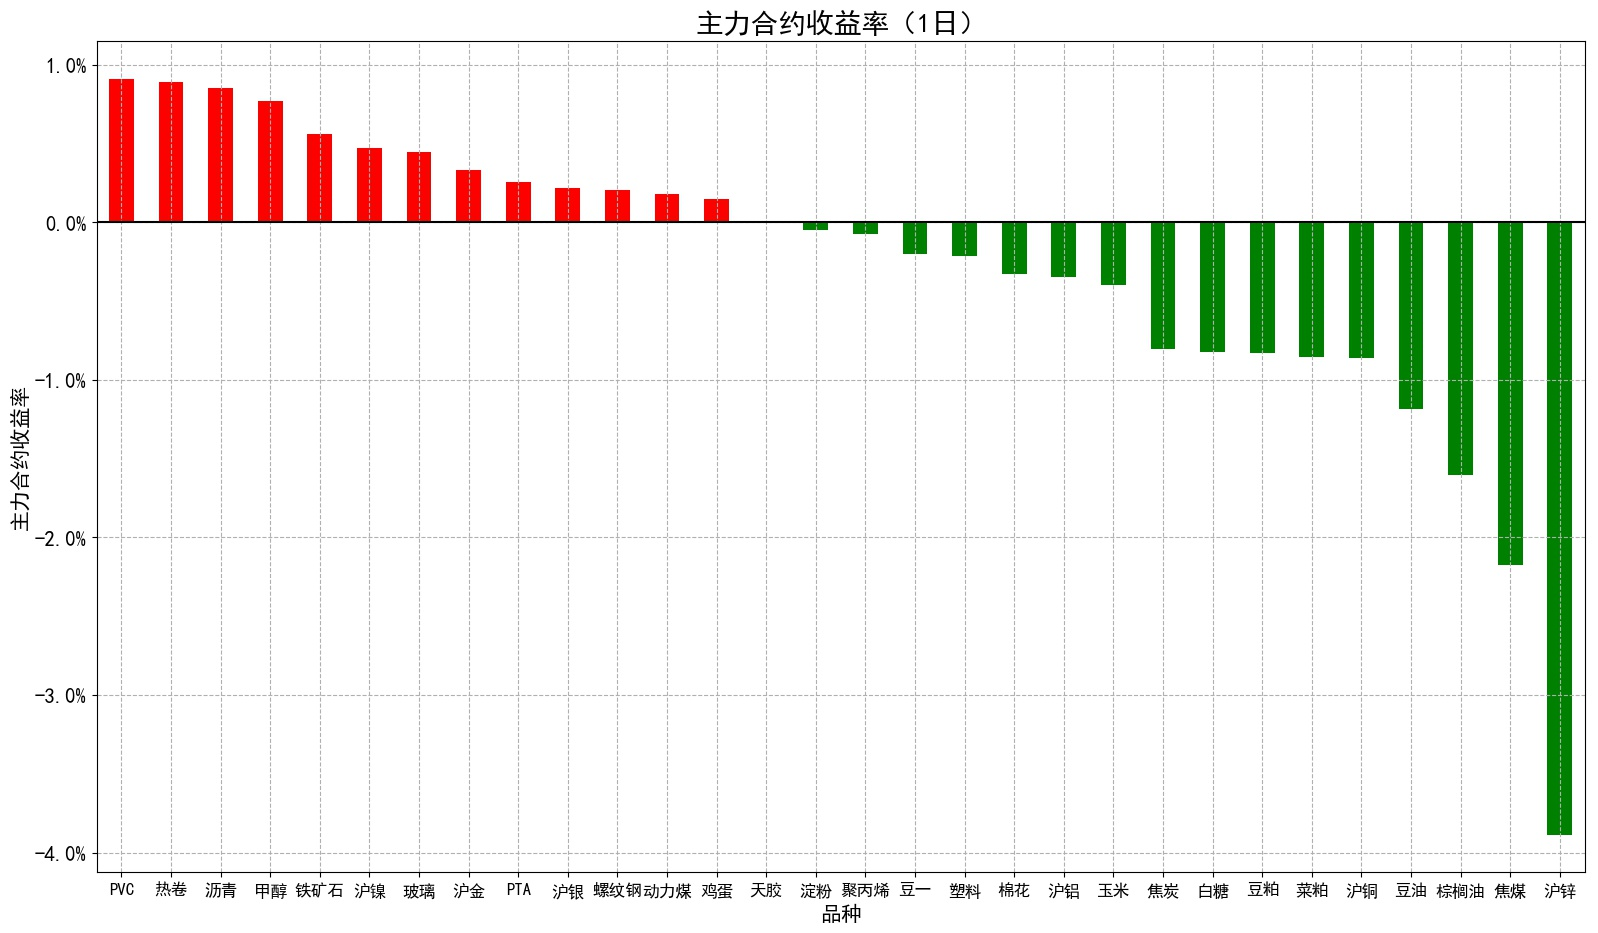 主力合约收益率（1日）
主力合约收益率
1.0%
0.0%
−1.0%
−2.0%
−3.0%
−4.0%
PVC 热卷 沥青 甲醇 铁矿石 沪镍 玻璃 沪金 PTA 沪银 螺纹钢 动力煤 鸡蛋 天胶 淀粉 聚丙烯 豆一 塑料 棉花 沪铝 玉米 焦炭 白糖 豆粕 菜粕 沪铜 豆油 棕榈油 焦煤 沪锌
品种